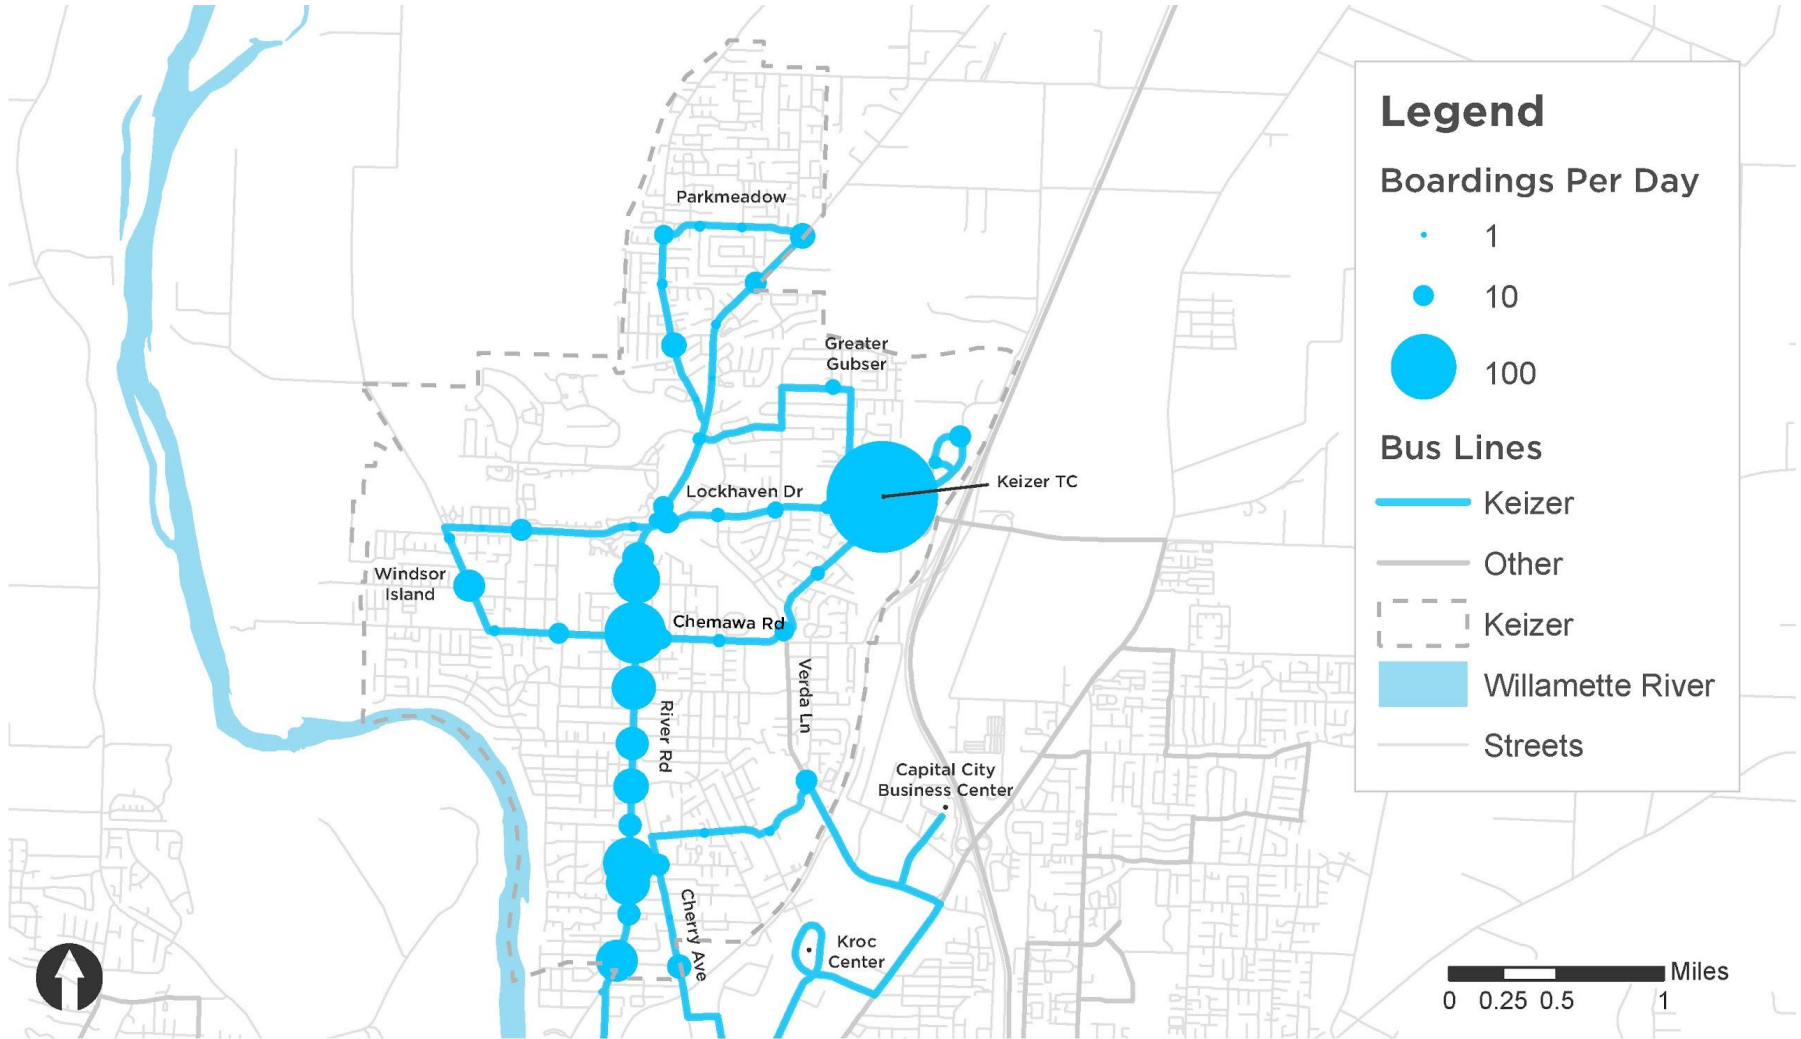 Legend
Boardings Per Day
1
10
100
Bus Lines
Keizer
Other
Keizer
Willamette River
Streets
Parkmeadow
Greater
Gubser
Keizer TC
Lockhaven Dr
Windsor
Island
Chemawa Rd
Verda Ln
River Rd
Capital City
Business Center
Cherry Ave
Kroc
Center
Miles
0 0.25 0.5 1